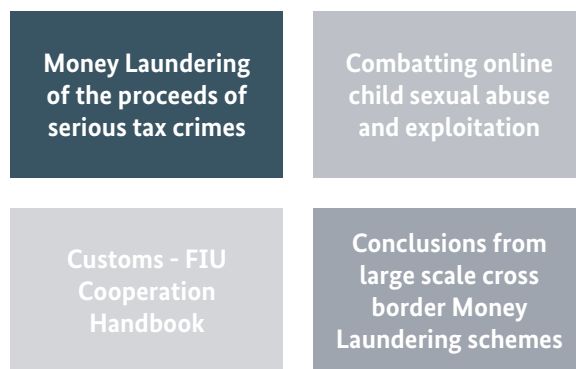 Money Laundering
of the proceeds of
serious tax crimes
Combatting online
child sexual abuse
and exploitation
Customs - FIU
Cooperation
Handbook
Conclusions from
large scale cross
border Money
Laundering schemes